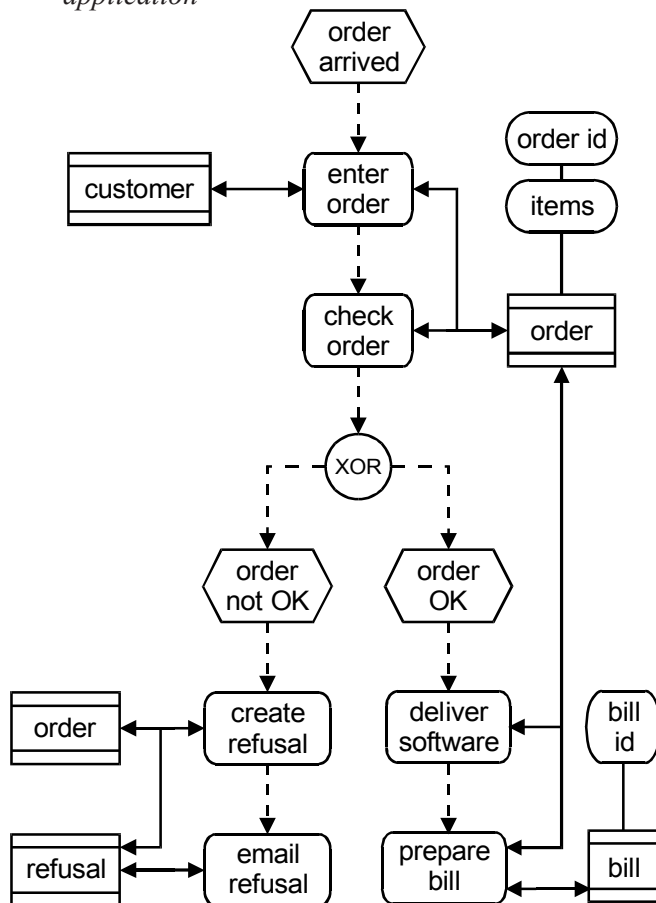 application
order
arrived
order id
customer
enter
order
items
check
order
order
XOR
order
not OK
order
OK
order
create
refusal
deliver
software
bill
id
refusal
email
refusal
prepare
bill
bill